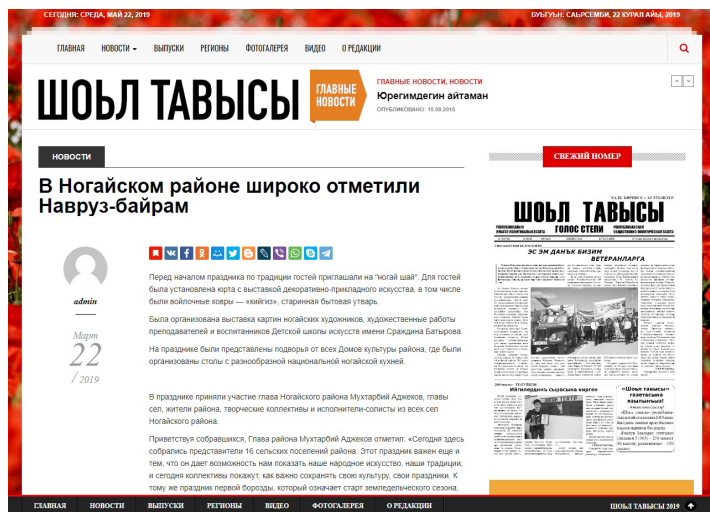 СЕГОДНЯ: СРЕДА, МАЙ 22, 2019
БУЬГУЬН: САЬРСЕМБИ, 22 КУРАЛ АЙЫ, 2019
ГЛАВНАЯ НОВОСТИ ВЫПУСКИ РЕГИОНЫ ФОТОГАЛЕРЕЯ ВИДЕО О РЕДАКЦИИ
ШОЬЛ ТАВЫСЫ
ГЛАВНЫЕ
НОВОСТИ
ГЛАВНЫЕ НОВОСТИ, НОВОСТИ
Юрегимдегин айтаман
ОПУБЛИКОВАНО: 15.09.2015
НОВОСТИ
В Ногайском районе широко отметили
Навруз-байрам
admin
Март
22
/ 2019
Перед началом праздника по традиции гостей приглашали на "ногай шай". Для гостей
была установлена юрта с выставкой декоративно-прикладного искусства, в том числе
были войлочные ковры — «кийгиз», старинная бытовая утварь.
Была организована выставка картин ногайских художников, художественные работы
преподавателей и воспитанников Детской школы искусств имени Сраждина Батырова.
На празднике были представлены подворья от всех Домов культуры района, где были
организованы столы с разнообразной национальной ногайской кухней.
В празднике приняли участие глава Ногайского района Мухтарбий Аджеков, главы
сел, жители района, творческие коллективы и исполнители-солисты из всех сел
Ногайского района.
Приветствуя собравшихся, Глава района Мухтарбий Аджеков отметил: «Сегодня здесь
собрались представители 16 сельских поселений района. Этот праздник важен еще и
тем, что он дает возможность нам показать наше народное искусство, наши традиции,
и сегодня коллективы покажут, как важно сохранять свою культуру, свои праздники. К
тому же праздник первой борозды, который означает старт земледельческого сезона,
СВЕЖИЙ НОМЕР
ШОЬЛ ТАВЫСЫ
ГОЛОС СТЕПИ
ЭС ЭМ ДАНЪК БИЗИМ
ВЕТЕРАНЛАРГА
«Шоьл тавысы»
газетасына
язылынъыз!
ГЛАВНАЯ НОВОСТИ ВЫПУСКИ РЕГИОНЫ ВИДЕО ФОТОГАЛЕРЕЯ О РЕДАКЦИИ
ШОЬЛ ТАВЫСЫ 2019